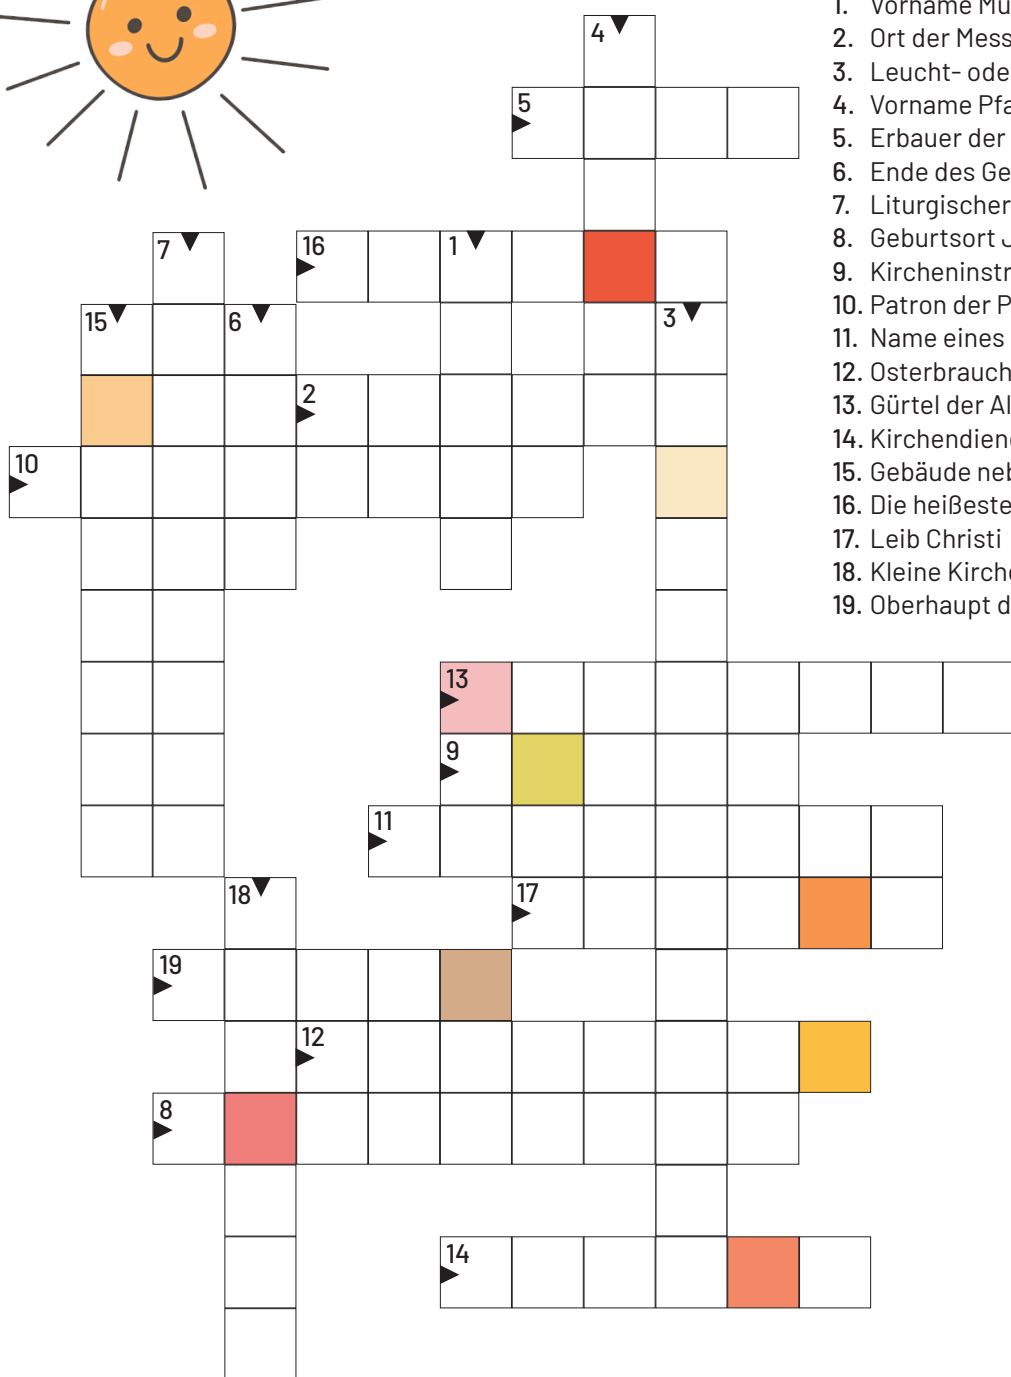 1. Vorname Mu
2. Ort der Mess
3. Leucht- ode
4. Vorname Pfa
5. Erbauer der
6. Ende des Ge
7. Liturgischer
8. Geburtsort
9. Kircheninstr
10. Patron der P
11. Name eines
12. Osterbrauch
13. Gürtel der Al
14. Kirchendiene
15. Gebäude neb
16. Die heißeste
17. Leib Christi
18. Kleine Kirche
19. Oberhaupt d
4
5
7
16
1
15
6
3
2
10
13
9
11
18
17
19
12
8
14